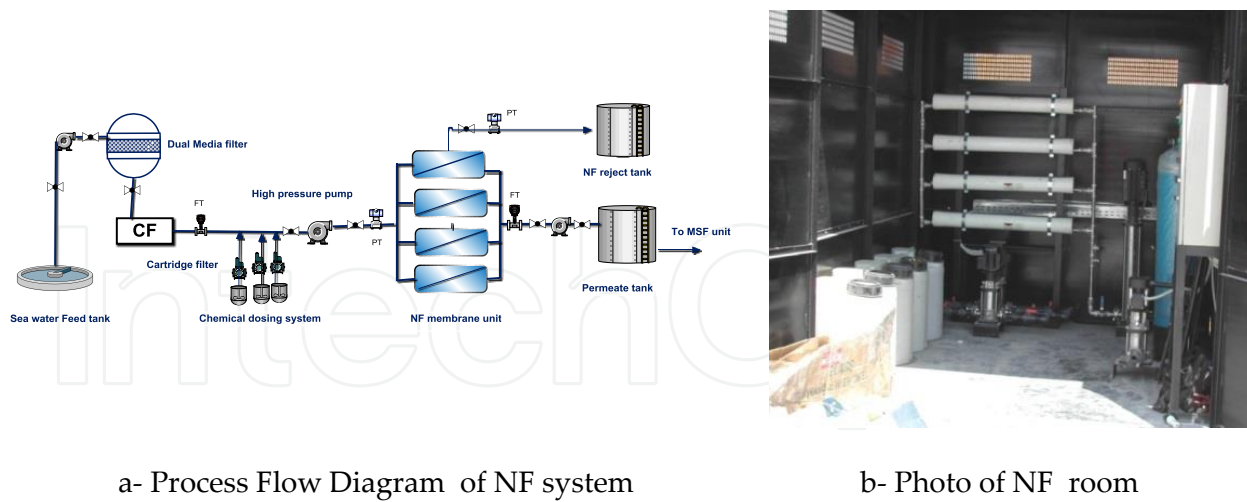 PT
Dual Media filter
NF reject tank
High pressure pump
FT
FT
CF
PT
To MSF unit
Cartridge filter
Permeate tank
Sea water Feed tank
Chemical dosing system
NF membrane unit
a- Process Flow Diagram of NF system
b- Photo of NF room